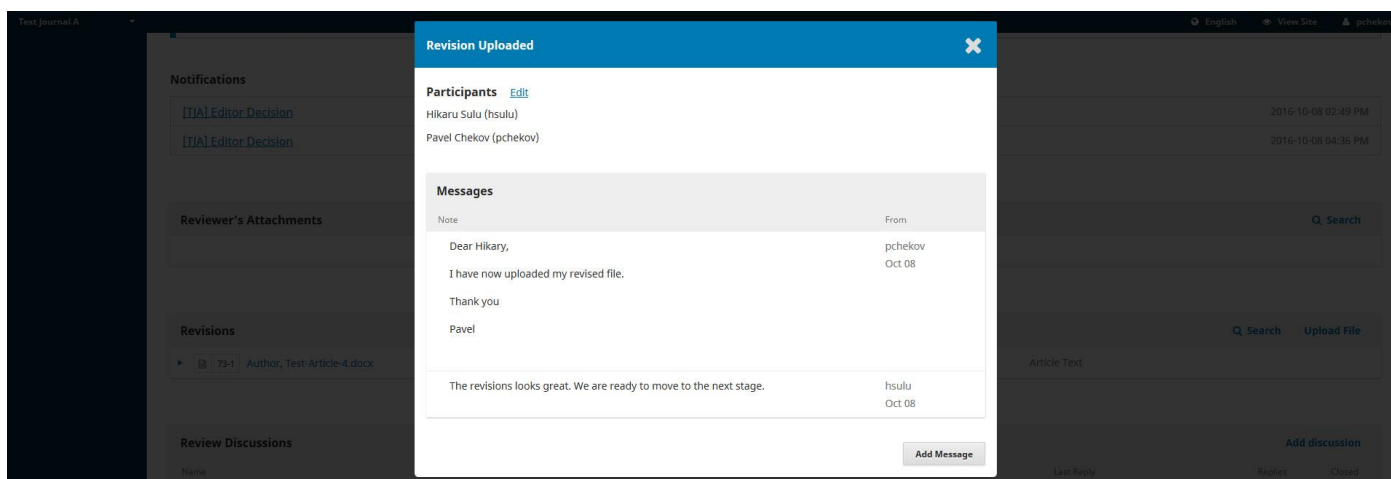 Test Journal A
English View Site pchekov
Revision Uploaded
Notifications
Participants Edit
[TJA] Editor Decision
2016-10-08 02:49 PM
Hikaru Sulu (hsulu)
[TJA] Editor Decision
2016-10-08 04:36 PM
Pavel Chekov (pchekov)
Messages
Reviewer's Attachments
Search
Note From
Dear Hikary,
pchekov
Oct 08
I have now uploaded my revised file.
Thank you
Pavel
Revisions
Search Upload File
73-1 Author, Test-Article-4.docx
Article Text
The revisions looks great. We are ready to move to the next stage.
hsulu
Oct 08
Review Discussions
Add discussion
Add Message
Name
Last Reply Replies Closed